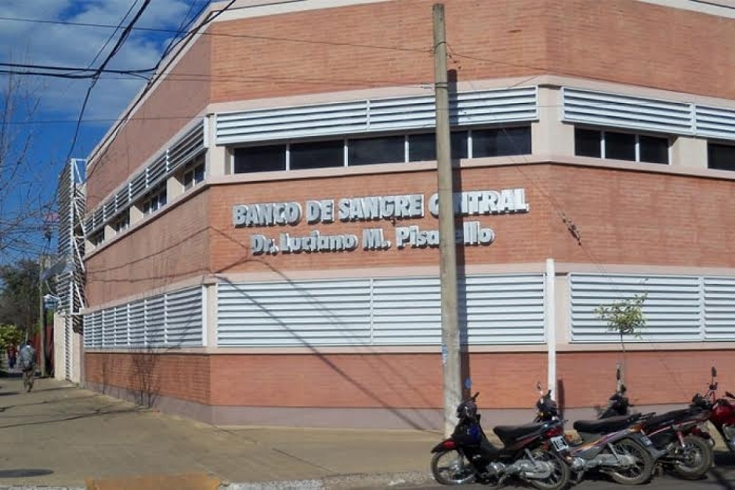 BANCO DE SANGRE CENTRAL
Dr. Luciano M. Pisarello